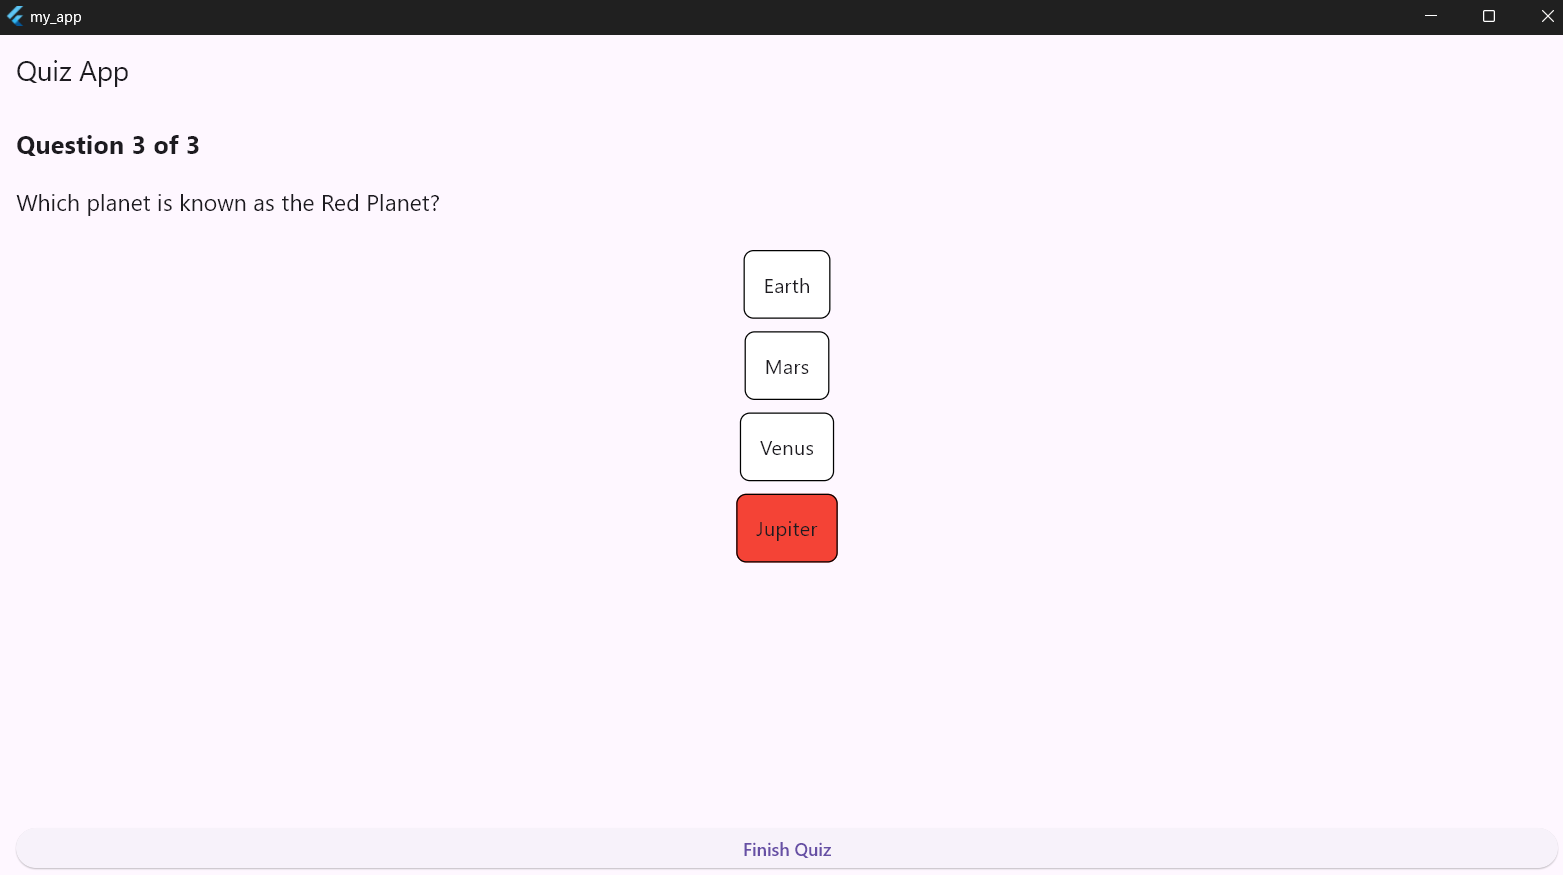 my_app
Quiz App
Question 3 of 3
Which planet is known as the Red Planet?
Earth
Mars
Venus
Jupiter
Finish Quiz